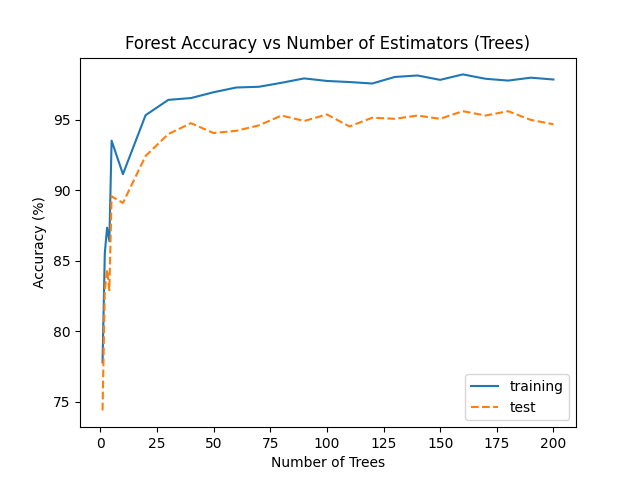 Forest Accuracy vs Number of Estimators (Trees)
Accuracy (%)
95
90
85
80
75
training
test
0 25 50 75 100 125 150 175 200
Number of Trees